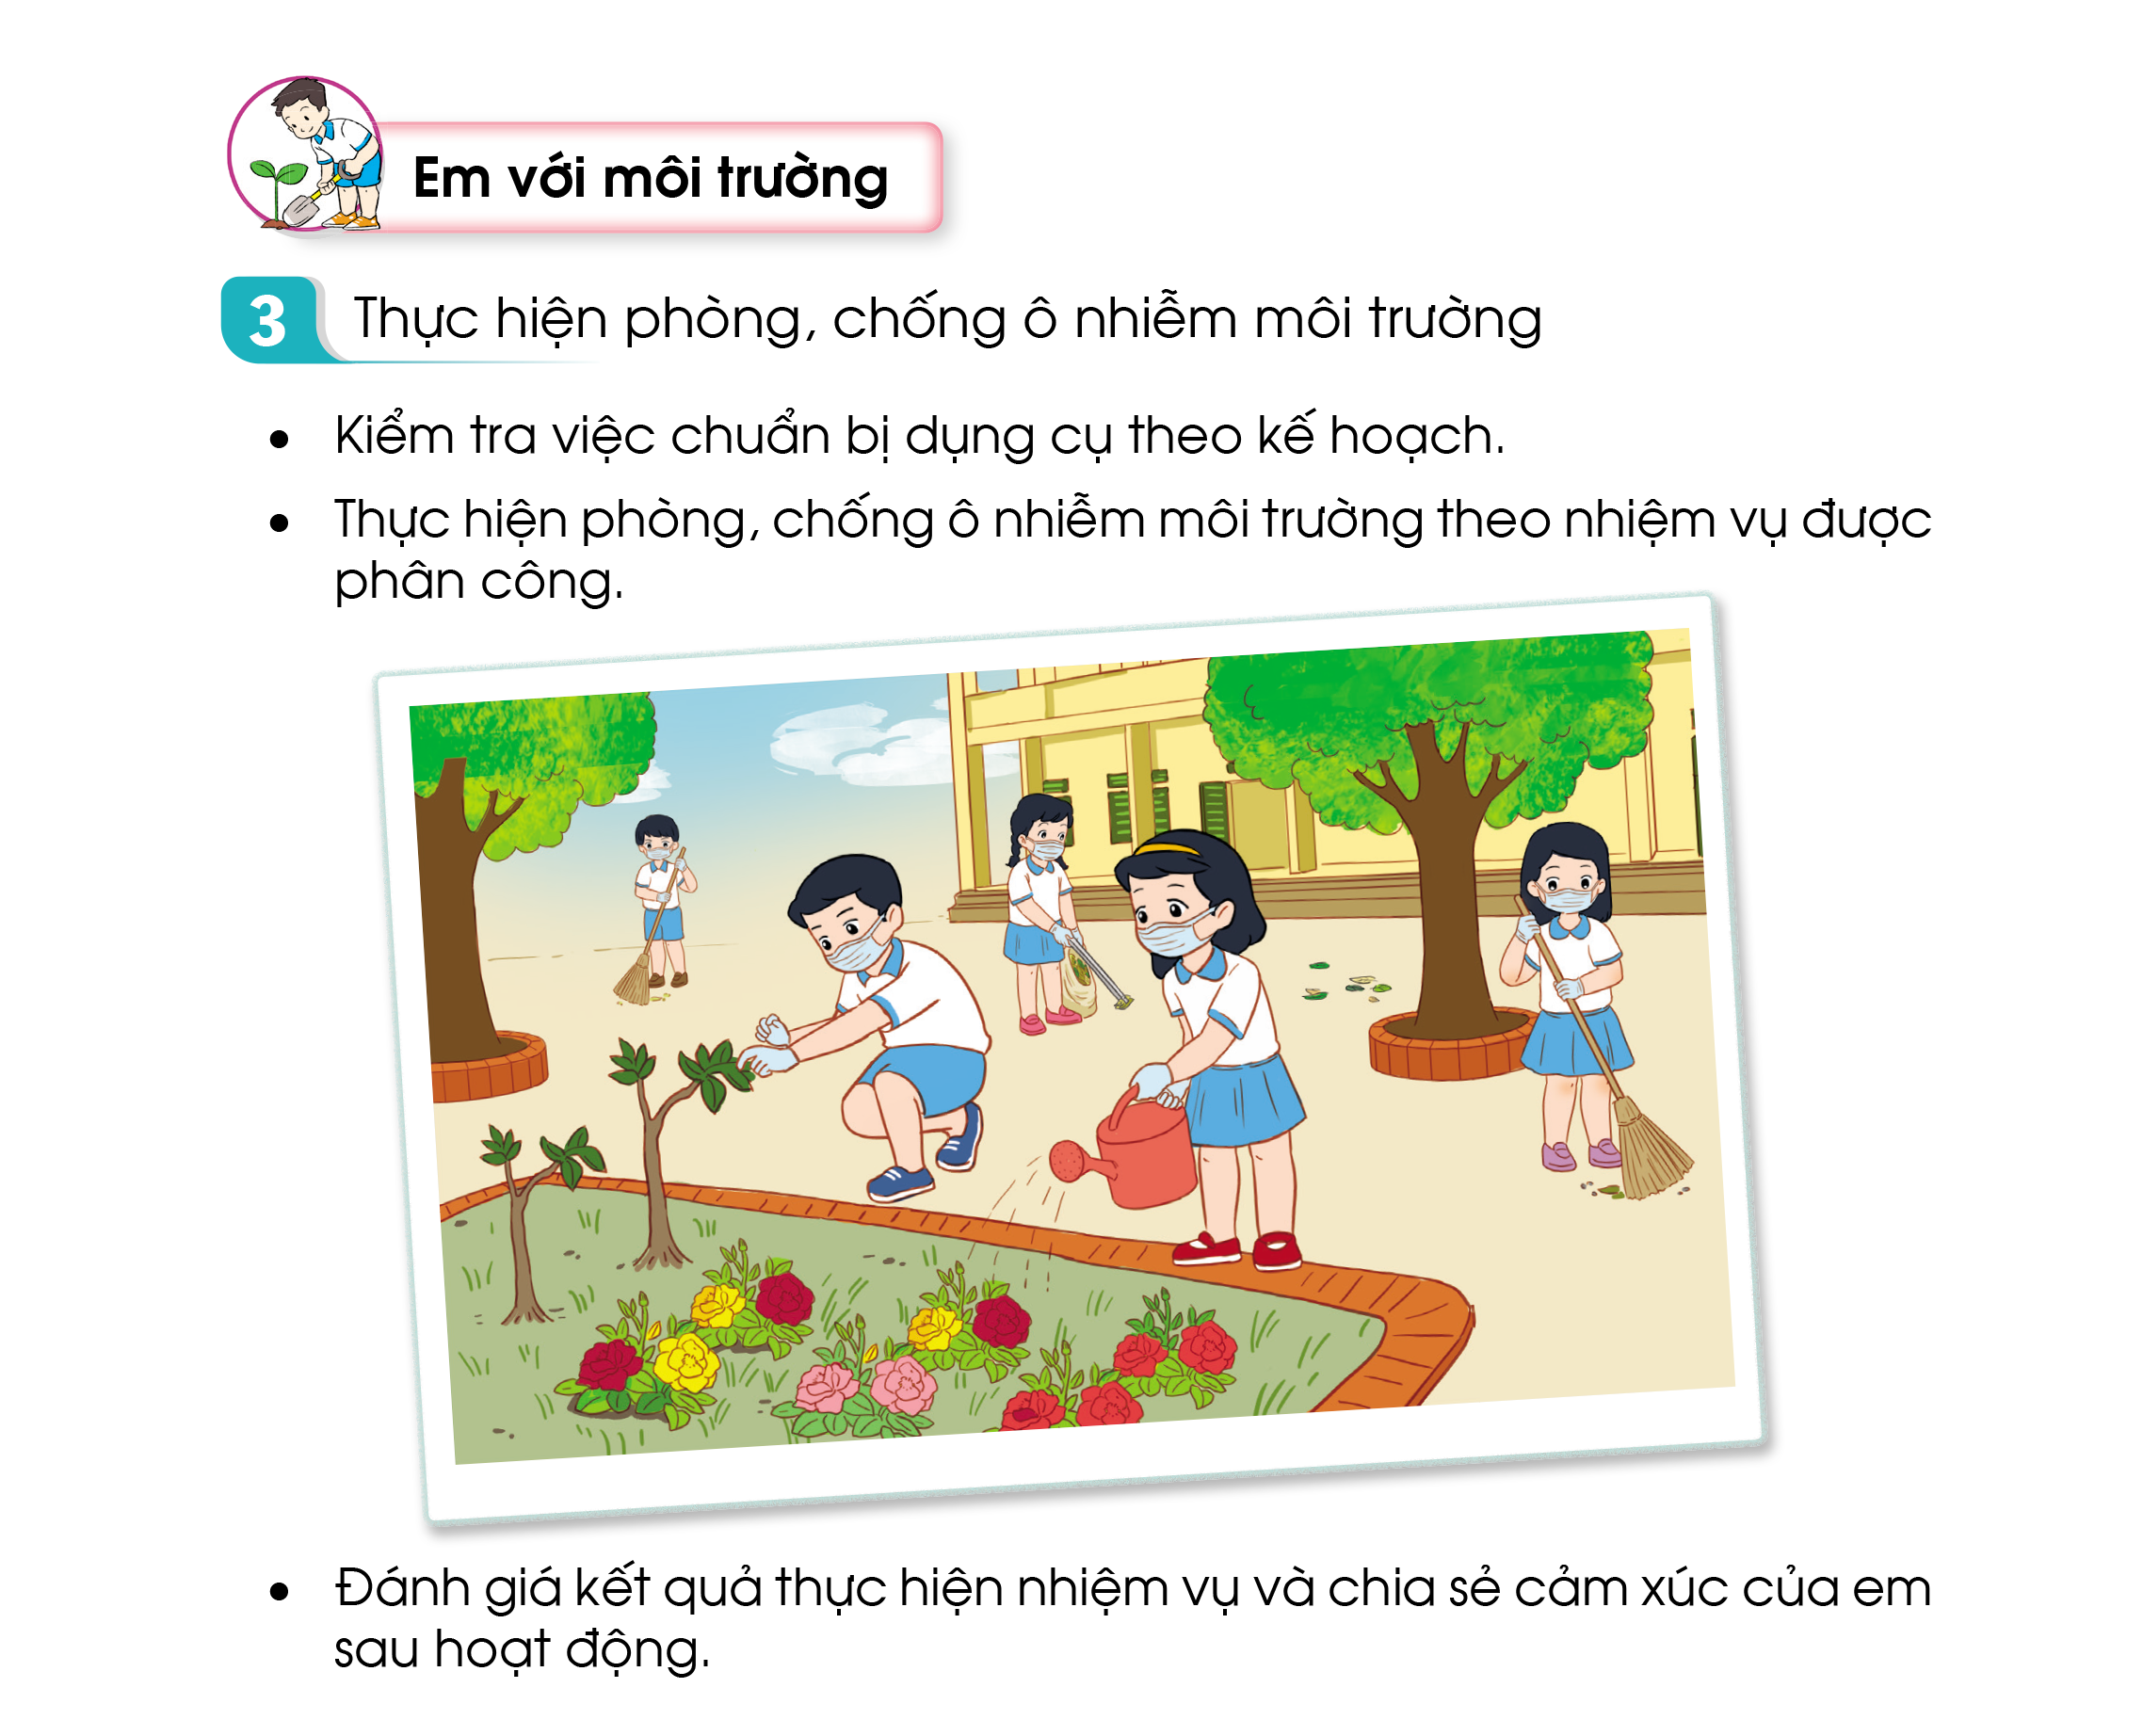 Em với môi trường
3 Thực hiện phòng, chống ô nhiễm môi trường
• Kiểm tra việc chuẩn bị dụng cụ theo kế hoạch.
• Thực hiện phòng, chống ô nhiễm môi trường theo nhiệm vụ được
phân công.
• Đánh giá kết quả thực hiện nhiệm vụ và chia sẻ cảm xúc của em
sau hoạt động.